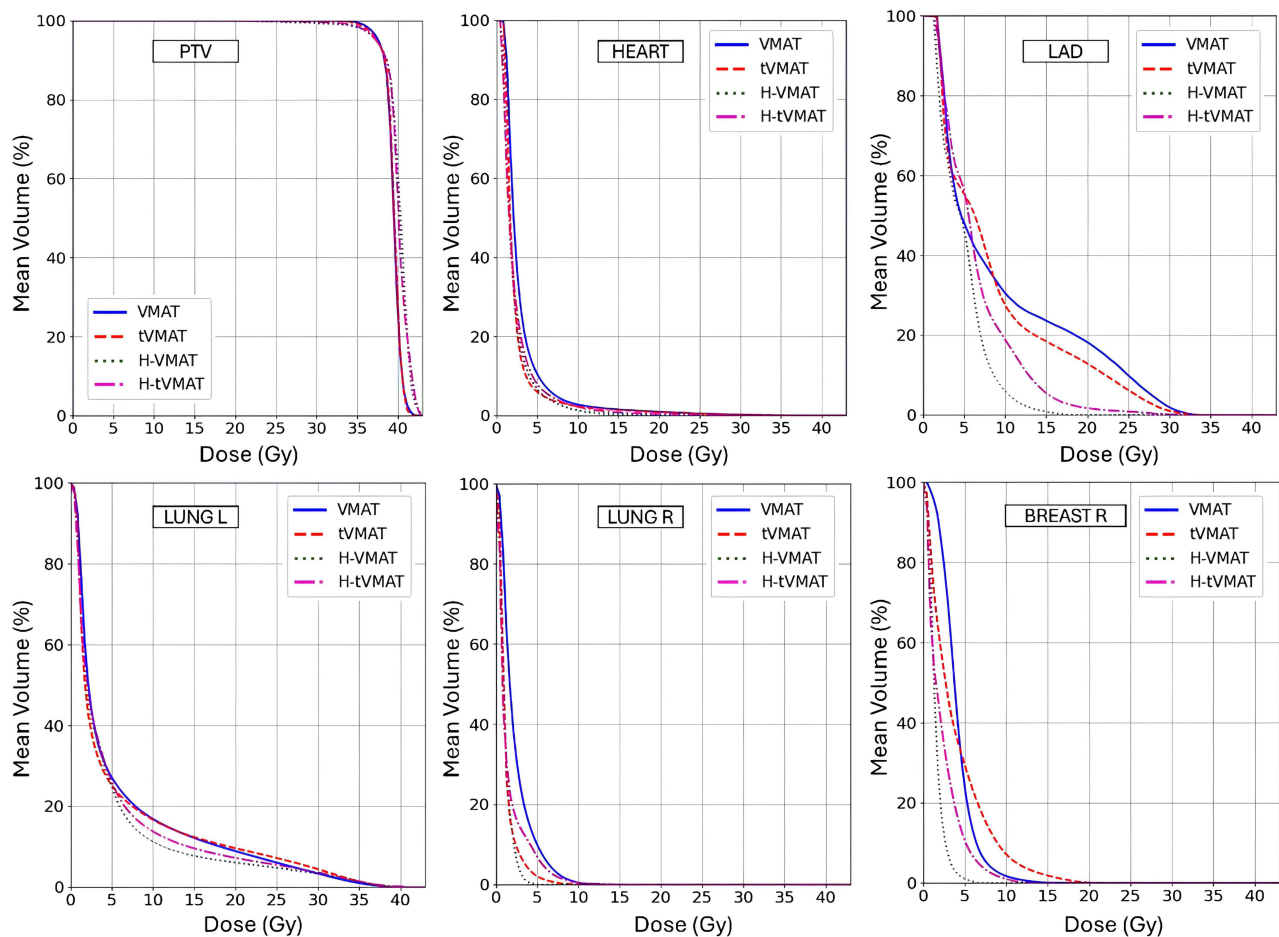 PTV
Mean Volume (%)
100
80
60
40
20
0
VMAT
tVMAT
H-VMAT
H-tVMAT
0 5 10 15 20 25 30 35 40
Dose (Gy)
HEART
Mean Volume (%)
100
80
60
40
20
0
VMAT
tVMAT
H-VMAT
H-tVMAT
0 5 10 15 20 25 30 35 40
Dose (Gy)
LAD
Mean Volume (%)
100
80
60
40
20
0
VMAT
tVMAT
H-VMAT
H-tVMAT
0 5 10 15 20 25 30 35 40
Dose (Gy)
LUNG L
Mean Volume (%)
100
80
60
40
20
0
VMAT
tVMAT
H-VMAT
H-tVMAT
0 5 10 15 20 25 30 35 40
Dose (Gy)
LUNG R
Mean Volume (%)
100
80
60
40
20
0
VMAT
tVMAT
H-VMAT
H-tVMAT
0 5 10 15 20 25 30 35 40
Dose (Gy)
BREAST R
Mean Volume (%)
100
80
60
40
20
0
VMAT
tVMAT
H-VMAT
H-tVMAT
0 5 10 15 20 25 30 35 40
Dose (Gy)